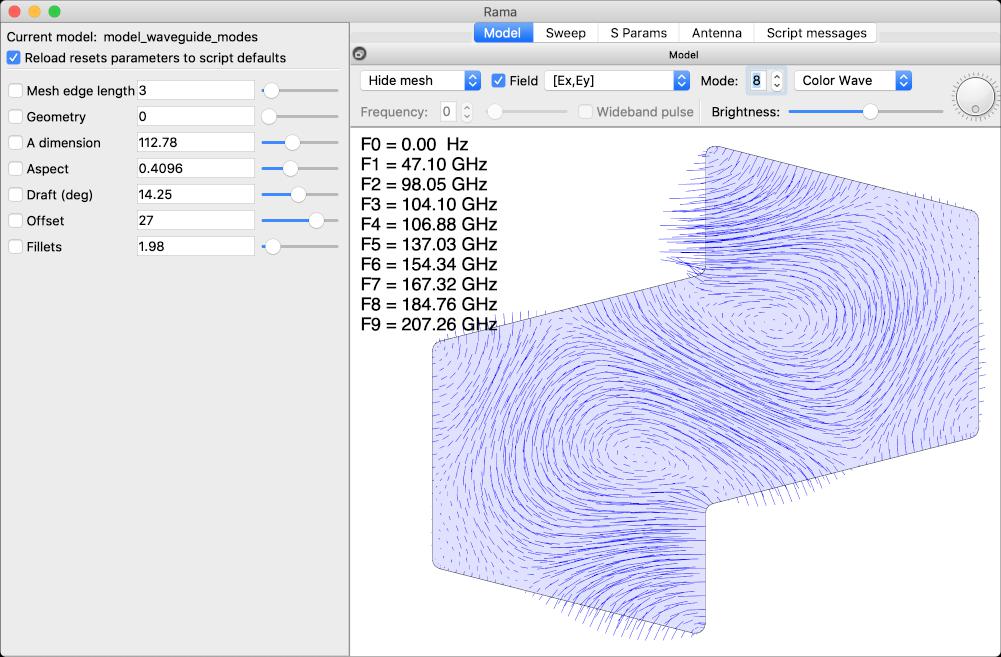 Rama
Current model: model_waveguide_modes
Reload resets parameters to script defaults
Mesh edge length 3
Geometry 0
A dimension 112.78
Aspect 0.4096
Draft (deg) 14.25
Offset 27
Fillets 1.98
Model Sweep S Params Antenna Script messages
Model
Hide mesh Field [Ex,Ey] Mode: 8 Color Wave
Frequency: 0 Wideband pulse Brightness:
F0 = 0.00 Hz
F1 = 47.10 GHz
F2 = 98.05 GHz
F3 = 104.10 GHz
F4 = 106.88 GHz
F5 = 137.03 GHz
F6 = 154.34 GHz
F7 = 167.32 GHz
F8 = 184.76 GHz
F9 = 207.26 GHz